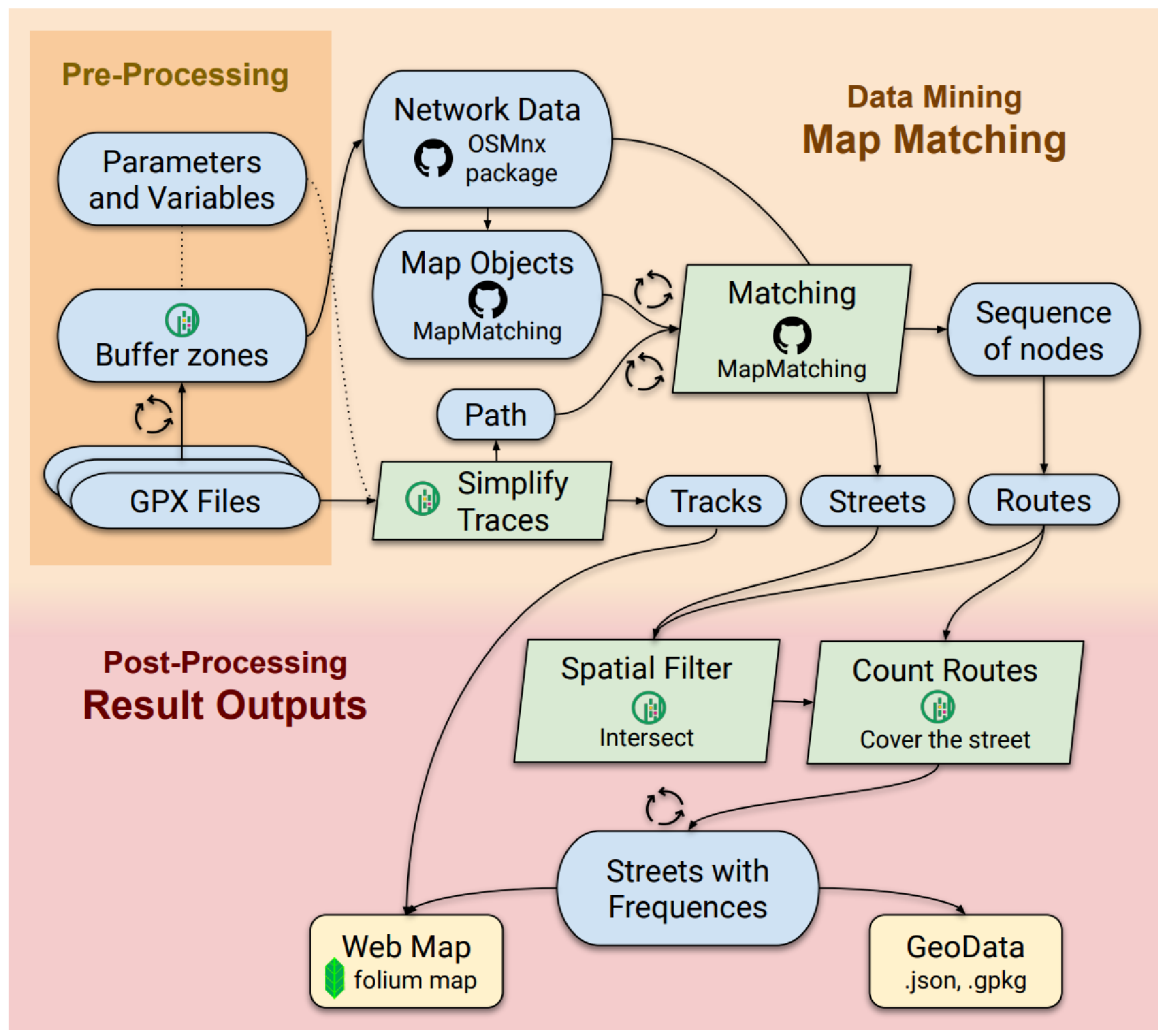 Pre-Processing
Parameters
and Variables
Buffer zones
GPX Files
Network Data
OSMnx
package
Map Objects
MapMatching
Path
Simplify
Traces
Data Mining
Map Matching
Matching
MapMatching
Sequence
of nodes
Tracks
Streets
Routes
Post-Processing
Result Outputs
Spatial Filter
Intersect
Count Routes
Cover the street
Streets with
Frequences
Web Map
folium map
GeoData
.json, .gpkg